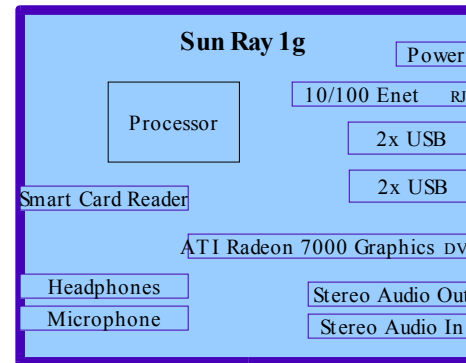 Sun Ray 1g
Power
10/100 Enet RJ
Processor
2x USB
2x USB
Smart Card Reader
ATI Radeon 7000 Graphics DV
Headphones
Stereo Audio Out
Microphone
Stereo Audio In